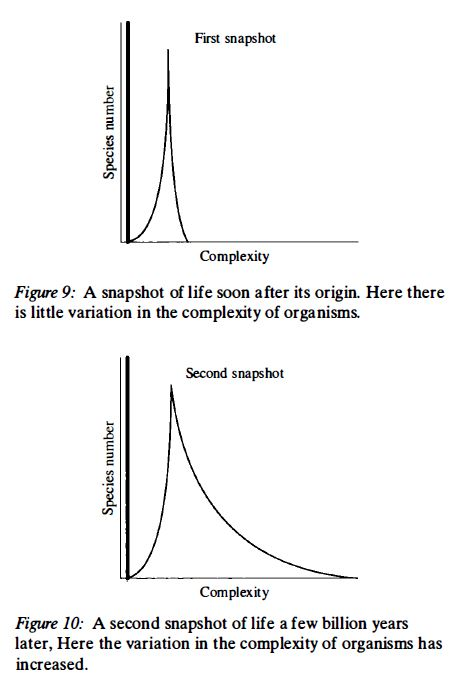 First snapshot
Species number
Complexity
Figure 9: A snapshot of life soon after its origin. Here there
is little variation in the complexity of organisms.
Second snapshot
Species number
Complexity
Figure 10: A second snapshot of life a few billion years
later, Here the variation in the complexity of organisms has
increased.